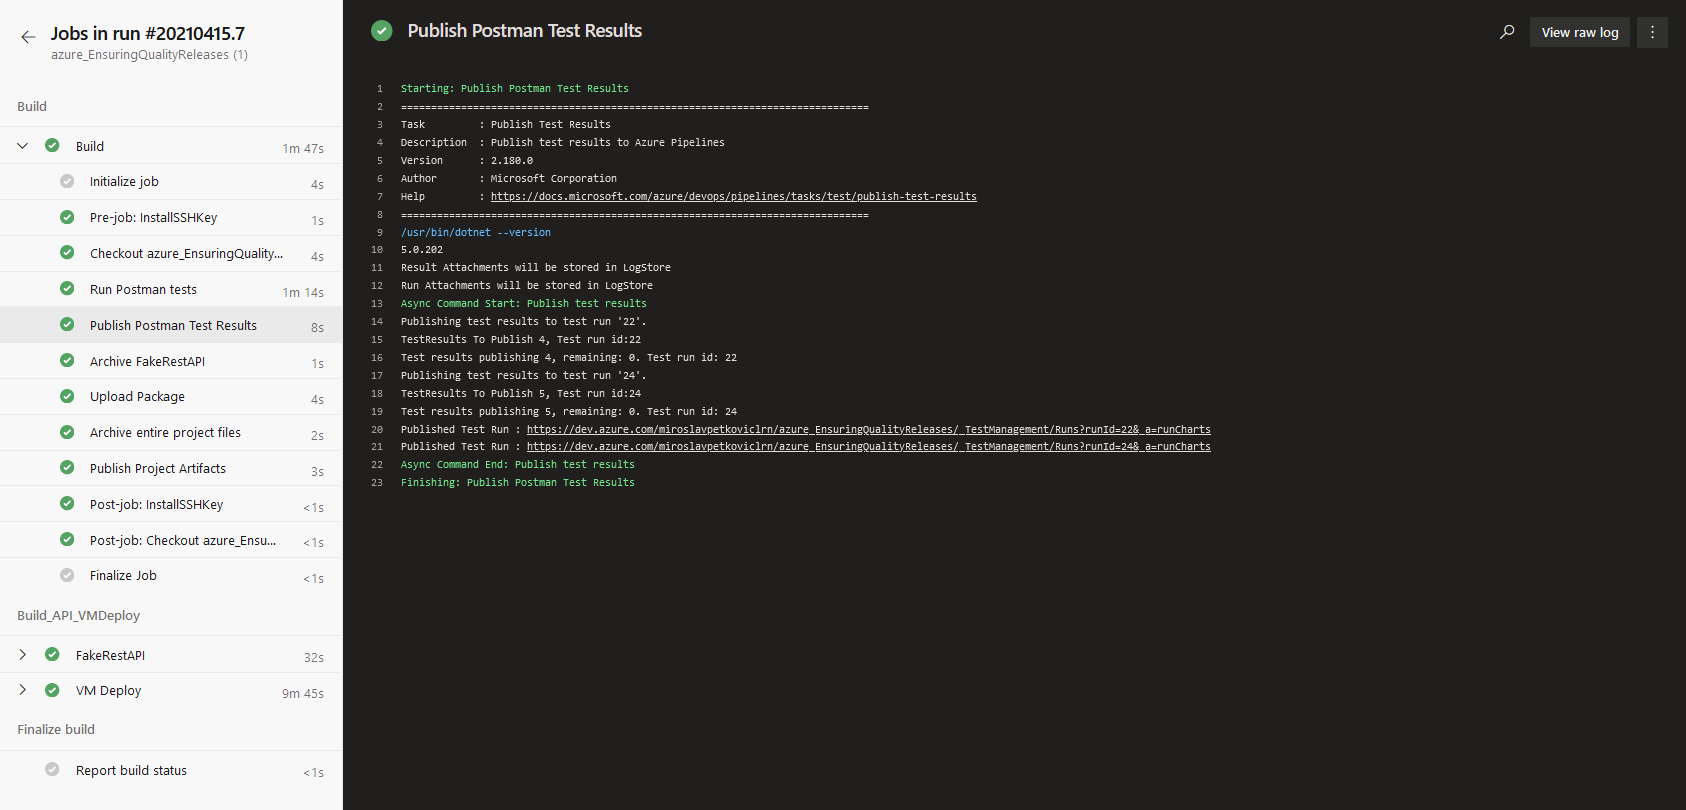 Jobs in run #20210415.7
azure_EnsuringQualityReleases (1)
Build
Build 1m 47s
Initialize job 4s
Pre-job: InstallSSHKey 1s
Checkout azure_EnsuringQuality... 4s
Run Postman tests 1m 14s
Publish Postman Test Results 8s
Archive FakeRestAPI 1s
Upload Package 4s
Archive entire project files 2s
Publish Project Artifacts 3s
Post-job: InstallSSHKey <1s
Post-job: Checkout azure_Ensu... <1s
Finalize Job <1s
Build_API_VMDeploy
FakeRestAPI 32s
VM Deploy 9m 45s
Finalize build
Report build status <1s
Publish Postman Test Results
View raw log
1 Starting: Publish Postman Test Results
2 ==============================================================================
3 Task : Publish Test Results
4 Description : Publish test results to Azure Pipelines
5 Version : 2.180.0
6 Author : Microsoft Corporation
7 Help : https://docs.microsoft.com/azure/devops/pipelines/tasks/test/publish-test-results
8 ==============================================================================
9 /usr/bin/dotnet --version
10 5.0.202
11 Result Attachments will be stored in LogStore
12 Run Attachments will be stored in LogStore
13 Async Command Start: Publish test results
14 Publishing test results to test run '22'.
15 TestResults To Publish 4, Test run id:22
16 Test results publishing 4, remaining: 0. Test run id: 22
17 Publishing test results to test run '24'.
18 TestResults To Publish 5, Test run id:24
19 Test results publishing 5, remaining: 0. Test run id: 24
20 Published Test Run : https://dev.azure.com/miroslavpetkoviclrn/azure_EnsuringQualityReleases/_TestManagement/Runs?runId=22&_a=runCharts
21 Published Test Run : https://dev.azure.com/miroslavpetkoviclrn/azure_EnsuringQualityReleases/_TestManagement/Runs?runId=24&_a=runCharts
22 Async Command End: Publish test results
23 Finishing: Publish Postman Test Results